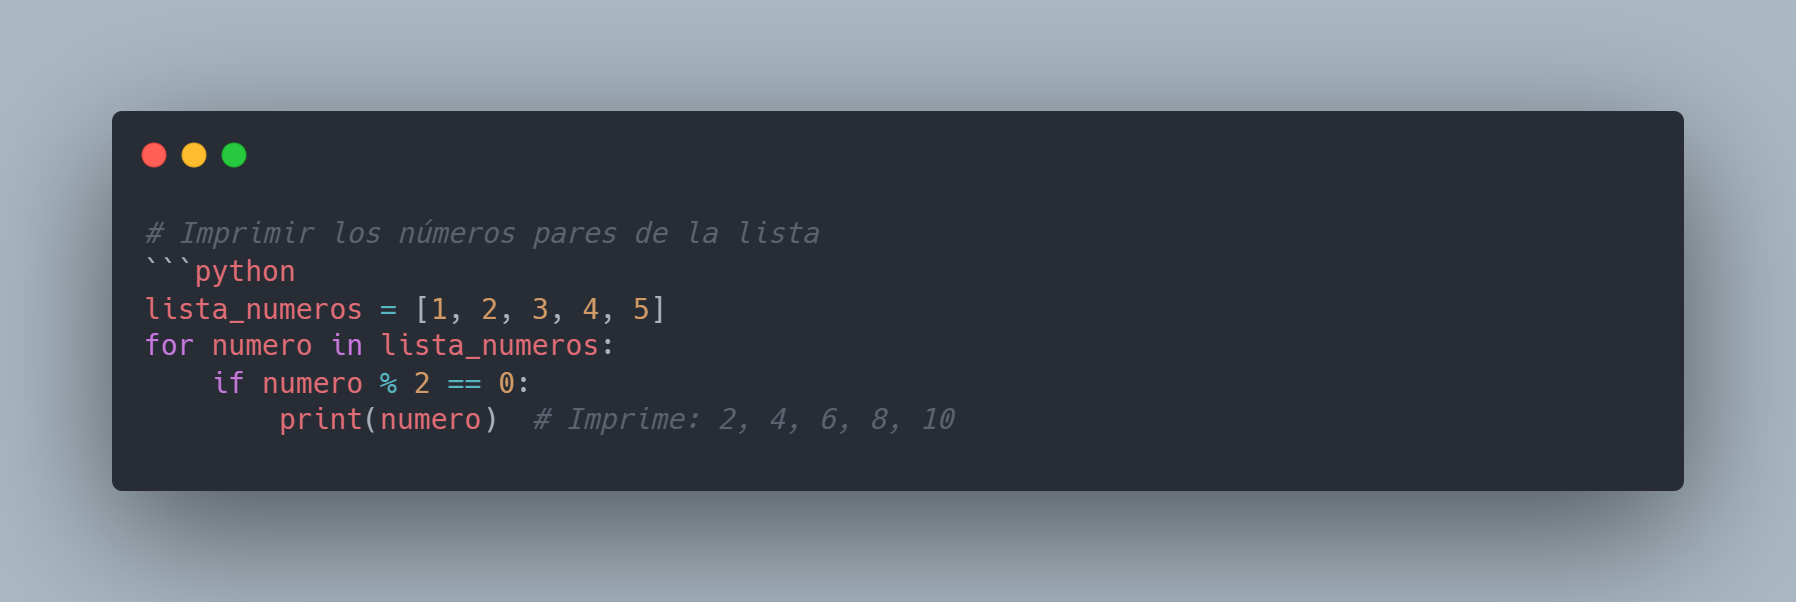 # Imprimir los números pares de la lista
```python
lista_numeros = [1, 2, 3, 4, 5]
for numero in lista_numeros:
    if numero % 2 == 0:
        print(numero)  # Imprime: 2, 4, 6, 8, 10